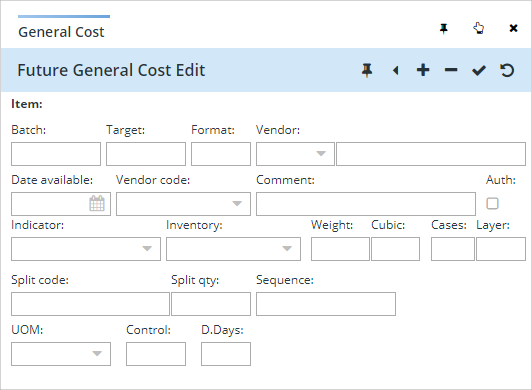 General Cost
Future General Cost Edit
Item:
Batch: Target: Format: Vendor:
Date available: Vendor code: Comment: Auth:
Indicator: Inventory: Weight: Cubic: Cases: Layer:
Split code: Split qty: Sequence:
UOM: Control: D.Days: